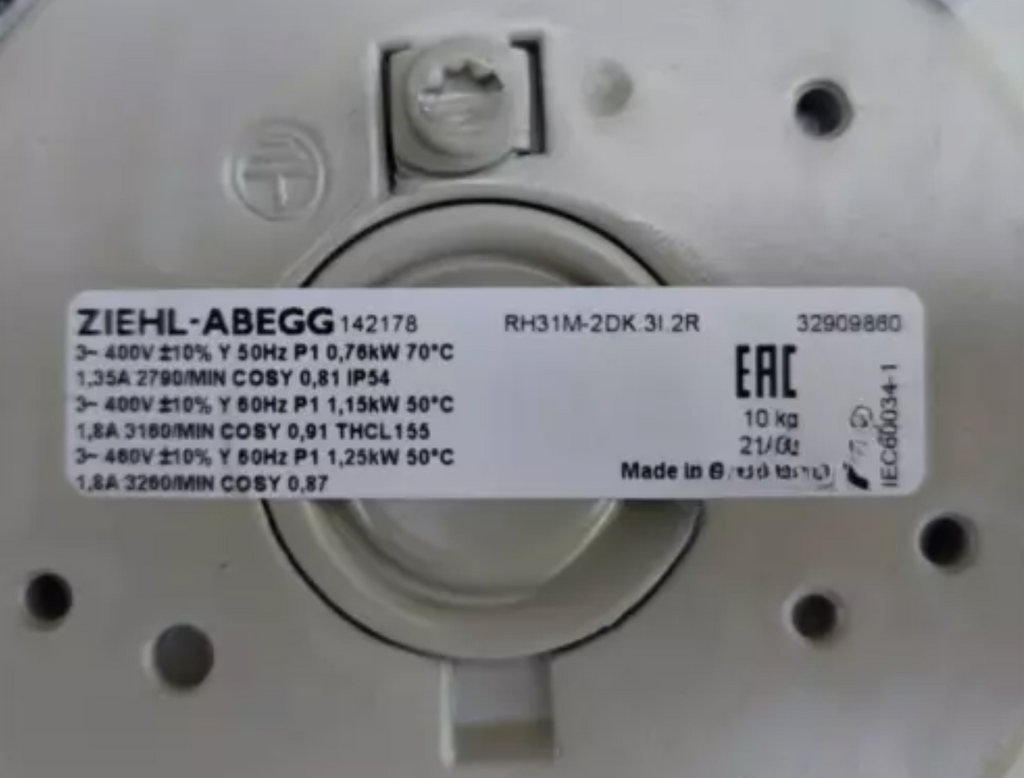 ZIEHL-ABEGG 142178 RH31M-2DK.3I.2R 32909860
3~ 400V ±10% Y 50Hz P1 0,76kW 70°C
1,35A 2790/MIN COSY 0,81 IP54
3~ 400V ±10% Y 60Hz P1 1,15kW 50°C
1,8A 3160/MIN COSY 0,91 THCL155
3~ 460V ±10% Y 60Hz P1 1,25kW 50°C
1,8A 3260/MIN COSY 0,87
EAC
10 kg
Made in
IEC60034-1